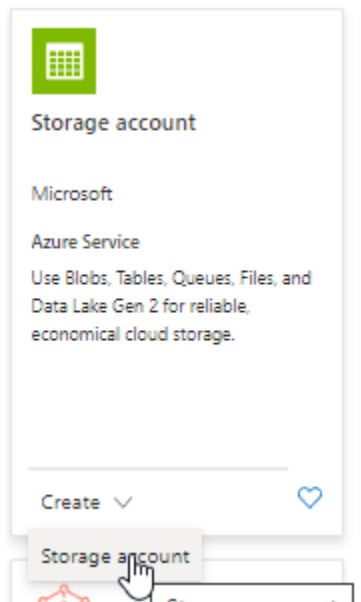 Storage account
Microsoft
Azure Service
Use Blobs, Tables, Queues, Files, and
Data Lake Gen 2 for reliable,
economical cloud storage.
Create
Storage account